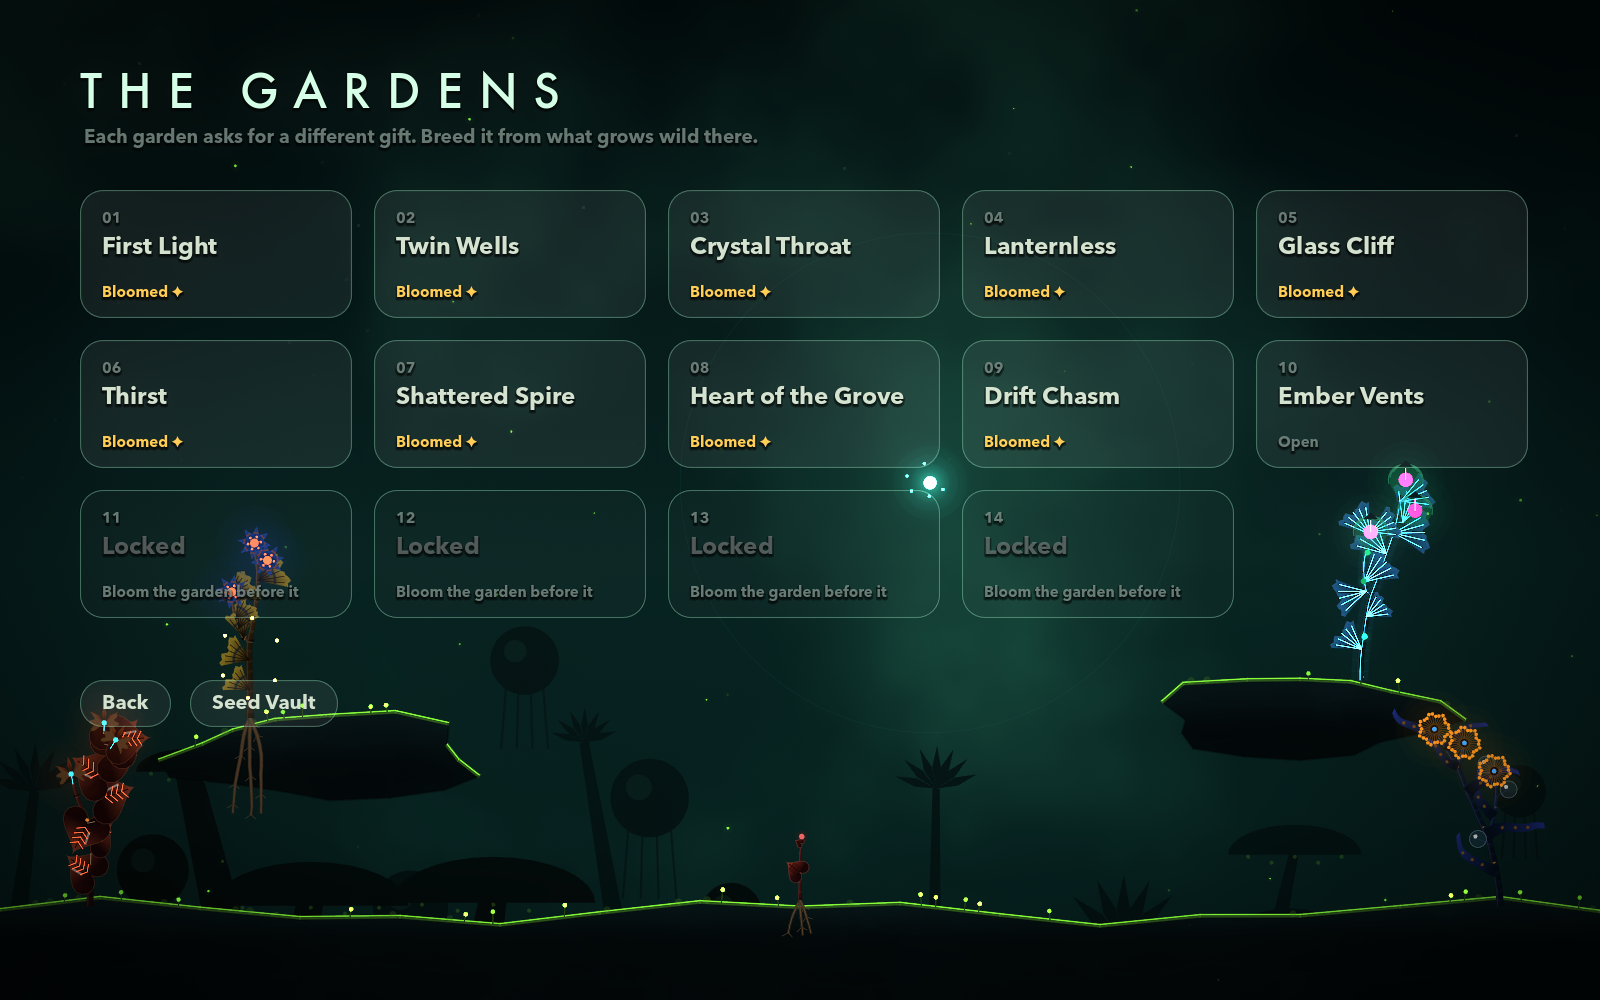 THE GARDENS
Each garden asks for a different gift. Breed it from what grows wild there.
01
First Light
Bloomed ✦
02
Twin Wells
Bloomed ✦
03
Crystal Throat
Bloomed ✦
04
Lanternless
Bloomed ✦
05
Glass Cliff
Bloomed ✦
06
Thirst
Bloomed ✦
07
Shattered Spire
Bloomed ✦
08
Heart of the Grove
Bloomed ✦
09
Drift Chasm
Bloomed ✦
10
Ember Vents
Open
11
Locked
Bloom the garden before it
12
Locked
Bloom the garden before it
13
Locked
Bloom the garden before it
14
Locked
Bloom the garden before it
Back
Seed Vault